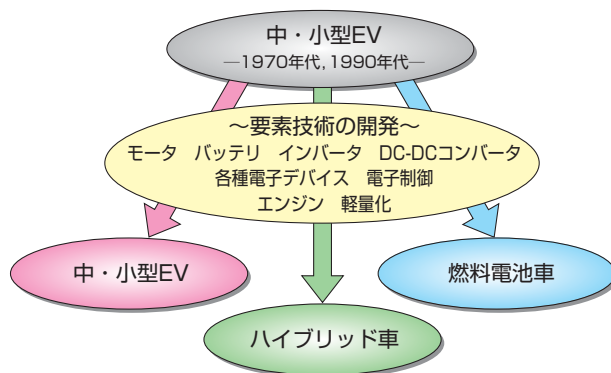 中・小型EV
―1970年代，1990年代―
～要素技術の開発～
モータ　バッテリ　インバータ　DC-DCコンバータ
各種電子デバイス　電子制御
エンジン　軽量化
中・小型EV
燃料電池車
ハイブリッド車